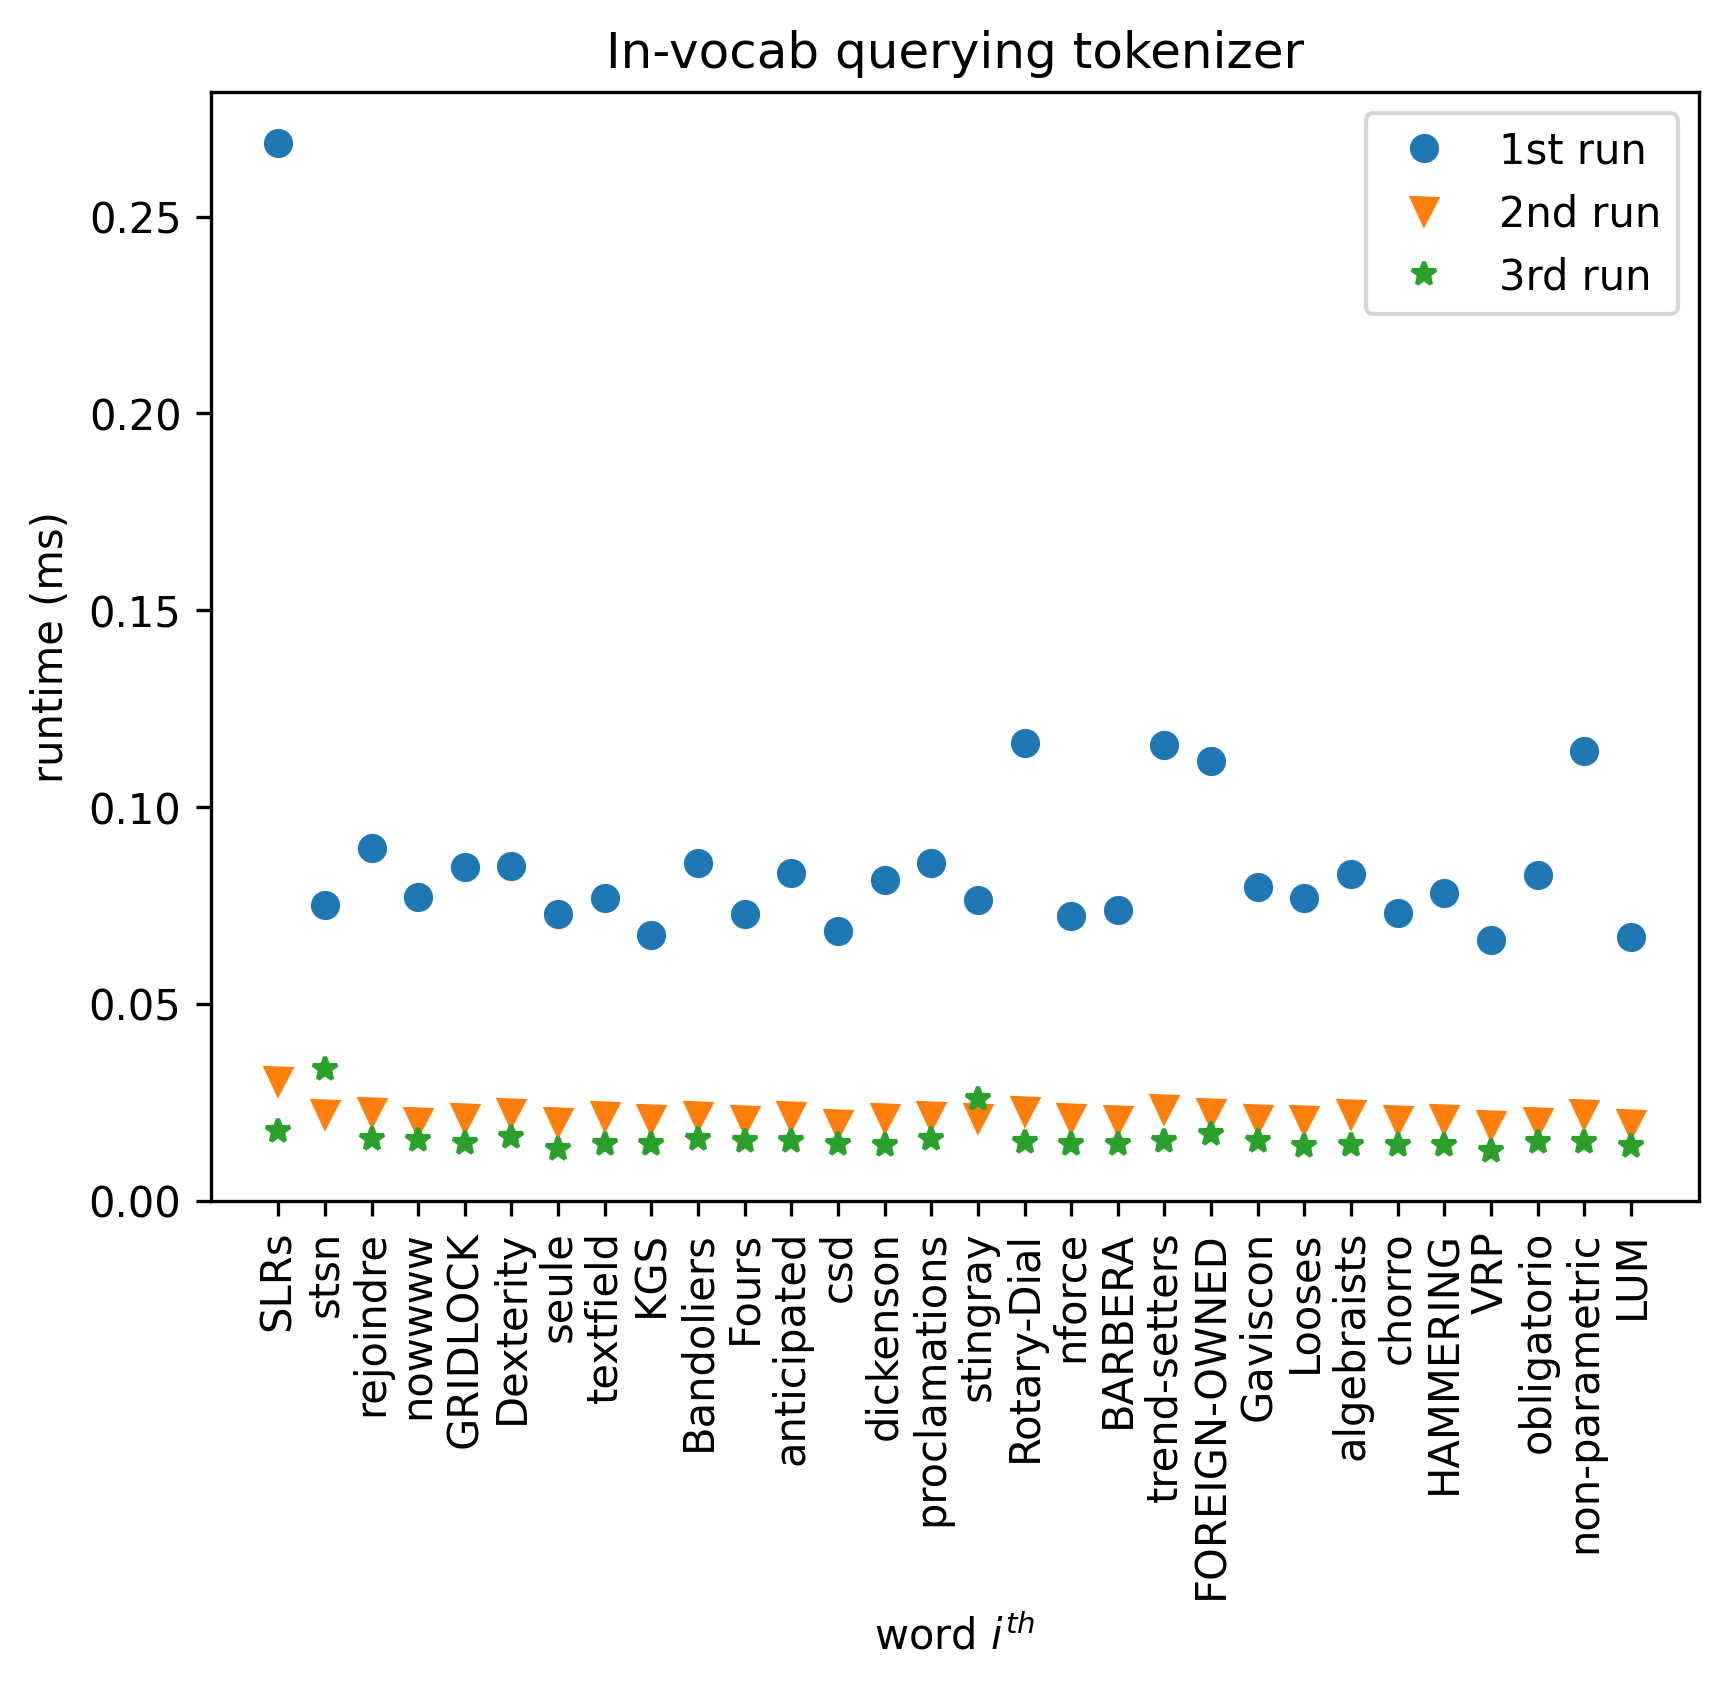 In-vocab querying tokenizer
1st run
2nd run
3rd run
0.25
0.20
0.15
0.10
0.05
0.00
runtime (ms)
SLRs
stsn
rejoindre
nowwww
GRIDLOCK
Dexterity
seule
textfield
KGS
Bandoliers
Fours
anticipated
csd
dickenson
proclamations
stingray
Rotary-Dial
nforce
BARBERA
trend-setters
FOREIGN-OWNED
Gaviscon
Looses
algebraists
chorro
HAMMERING
VRP
obligatorio
non-parametric
LUM
word i^th